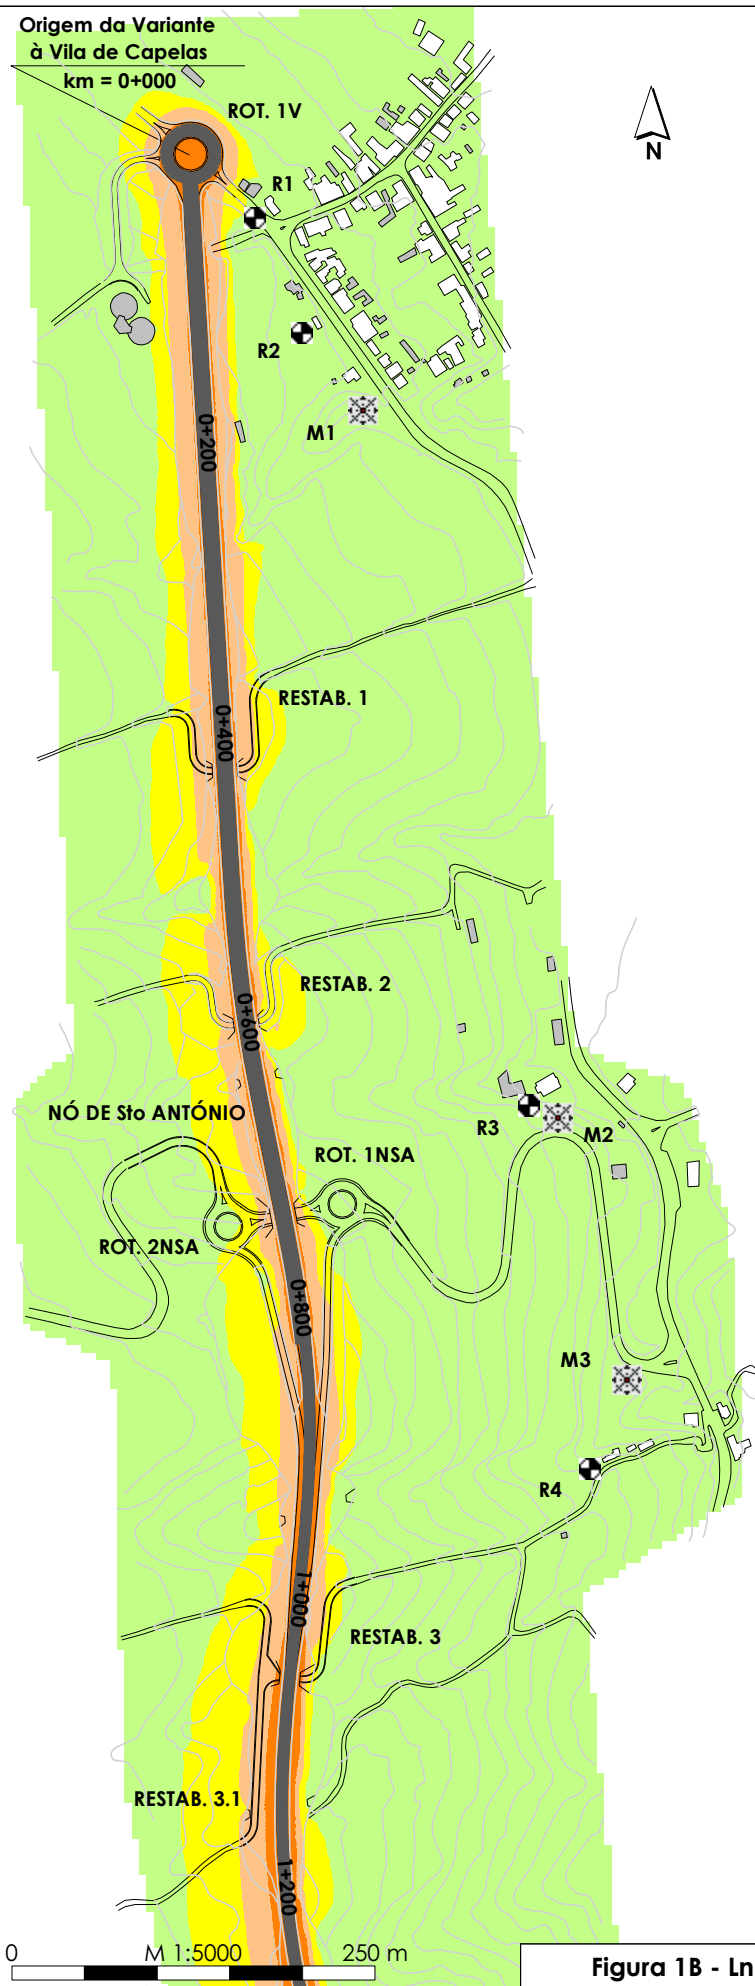 Origem da Variante
à Vila de Capelas
km = 0+000
ROT. 1V
N
R1
R2
M1
0+200
RESTAB. 1
0+400
RESTAB. 2
0+600
NÓ DE Sto ANTÓNIO
R3
M2
ROT. 1NSA
ROT. 2NSA
0+800
M3
R4
1+000
RESTAB. 3
RESTAB. 3.1
1+200
0 M 1:5000 250 m
Figura 1B - Ln